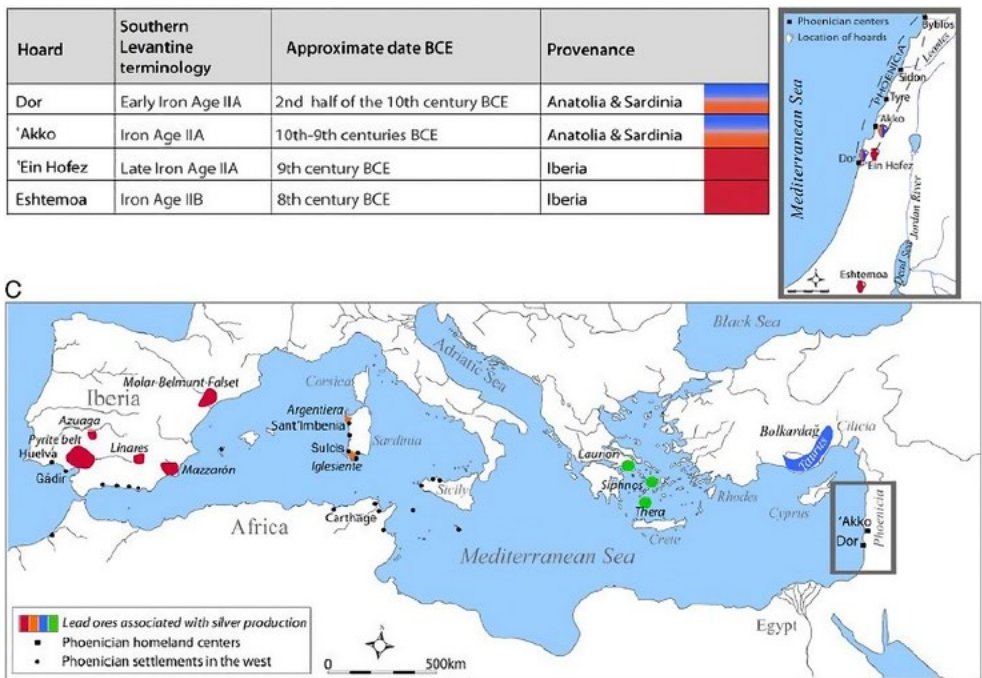 Hoard
Southern
Levantine
terminology
Approximate date BCE
Provenance
Dor
Early Iron Age IIA
2nd half of the 10th century BCE
Anatolia & Sardinia
'Akko
Iron Age IIA
10th-9th centuries BCE
Anatolia & Sardinia
'Ein Hofez
Late Iron Age IIA
9th century BCE
Iberia
Eshtemoa
Iron Age IIB
8th century BCE
Iberia
Phoenician centers
Location of hoards
Byblos
Leontes
PHOENICIA
Sidon
Tyre
'Akko
Dor
'Ein Hofez
Mediterranean Sea
Jordan River
Dead Sea
Eshtemoa
C
Black Sea
Adriatic Sea
Molar-Belmunt-Falset
Corsica
Iberia
Argentiera
Sant'Imbenia
Azuaga
Pyrite belt
Linares
Sulcis
Sardinia
Huelva
Iglesiente
Mazzarón
Gádir
Laurion
Bolkardağ
Cilicia
Taurus
Siphnos
Sicily
Thera
Rhodes
Cyprus
Phoenicia
Carthage
Africa
Crete
'Akko
Dor
Mediterranean Sea
Egypt
Lead ores associated with silver production
Phoenician homeland centers
Phoenician settlements in the west
0
500km